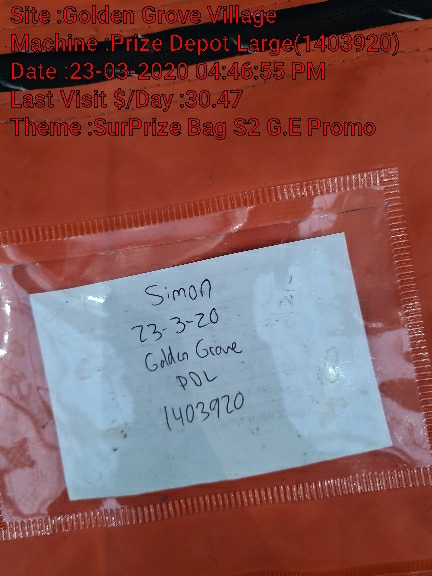 Site :Golden Grove Village
Machine :Prize Depot Large(1403920)
Date :23-03-2020 04:46:55 PM
Last Visit $/Day :30.47
Theme :SurPrize Bag S2 G.E Promo
Simon
23-3-20
Golden Grove
PDL
1403920